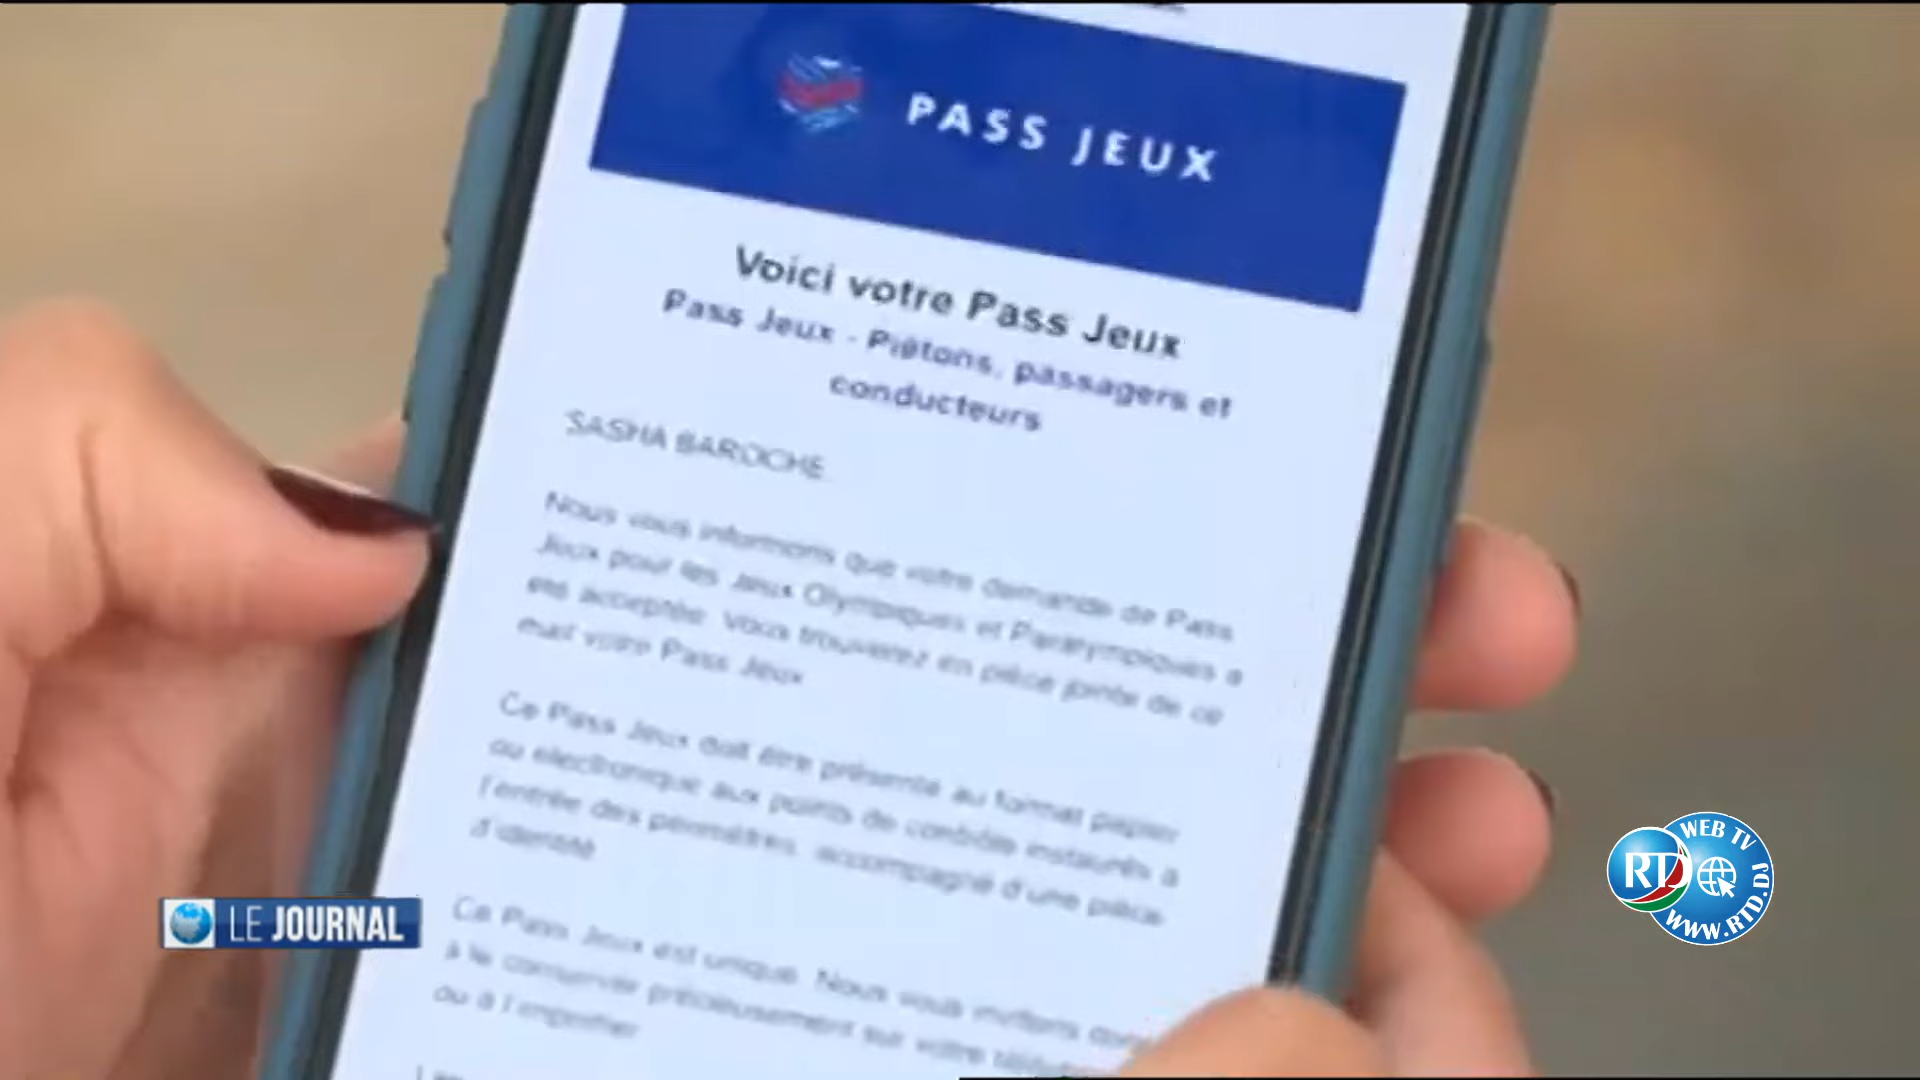 PASS JEUX
Voici votre Pass Jeux
Pass Jeux - Piétons, passagers et
conducteurs
SASHA BAROCHE
Nous vous informons que votre demande de Pass
Jeux pour les Jeux Olympiques et Paralympiques a
été acceptée. Vous trouverez en pièce jointe de ce
mail votre Pass Jeux
Ce Pass Jeux doit être présenté au format papier
ou électronique aux points de contrôle instaurés à
l'entrée des périmètres, accompagné d'une pièce
d'identité
Ce Pass Jeux est unique. Nous vous invitons donc
à le conserver précieusement sur votre
ou à l'imprimer
LE JOURNAL
WEB TV
RTD
WWW.RTD.DJ